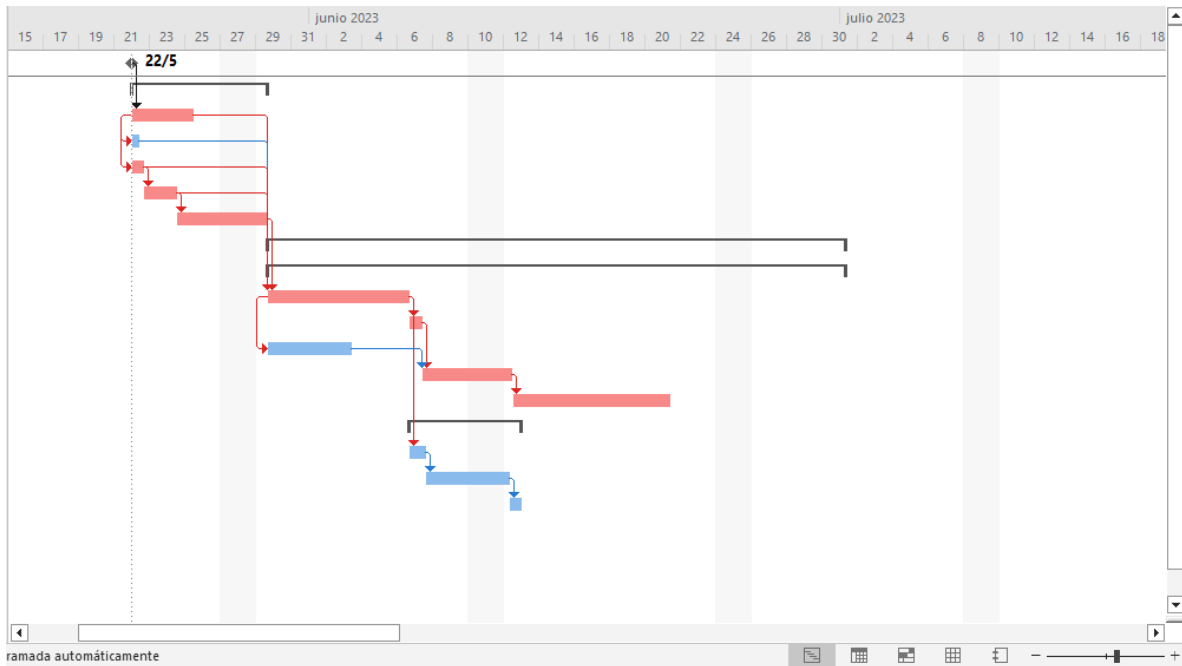 junio 2023 julio 2023
15 17 19 21 23 25 27 29 31 2 4 6 8 10 12 14 16 18 20 22 24 26 28 30 2 4 6 8 10 12 14 16 18
22/5
ramada automáticamente